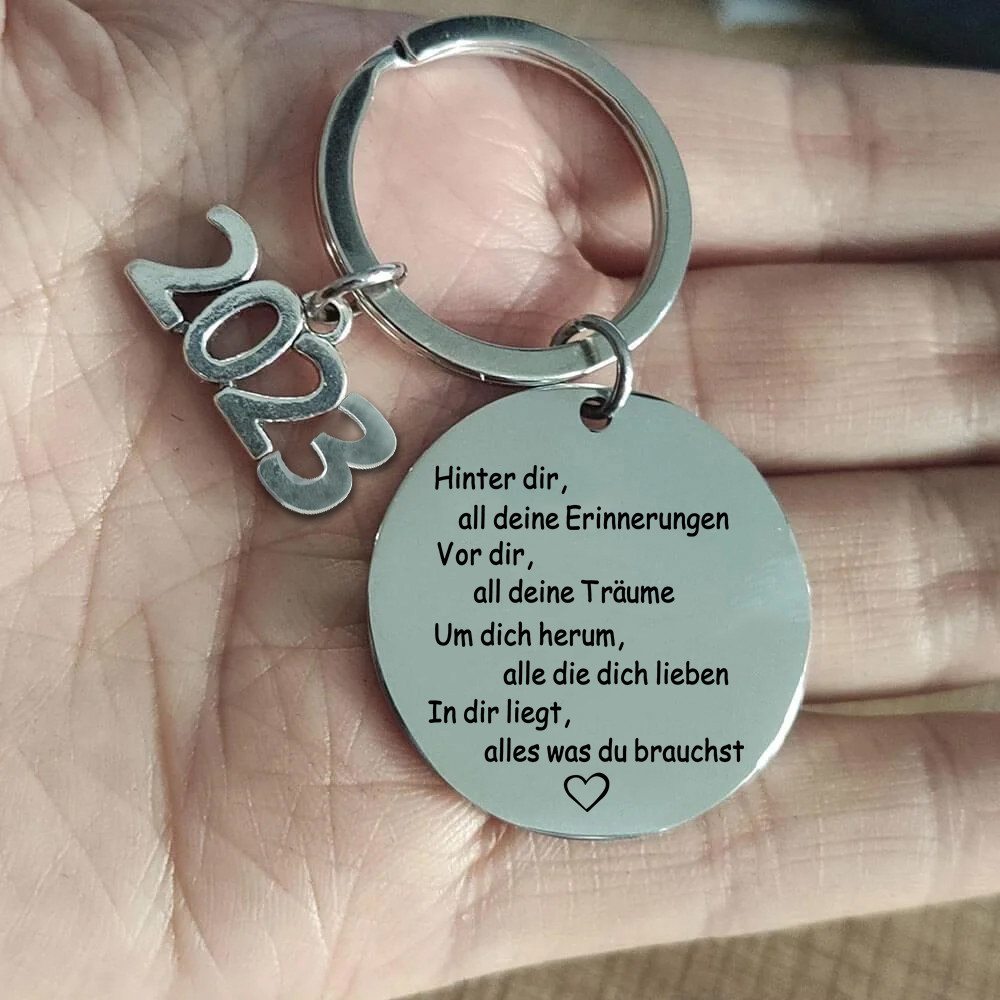 2023
Hinter dir,
all deine Erinnerungen
Vor dir,
all deine Träume
Um dich herum,
alle die dich lieben
In dir liegt,
alles was du brauchst